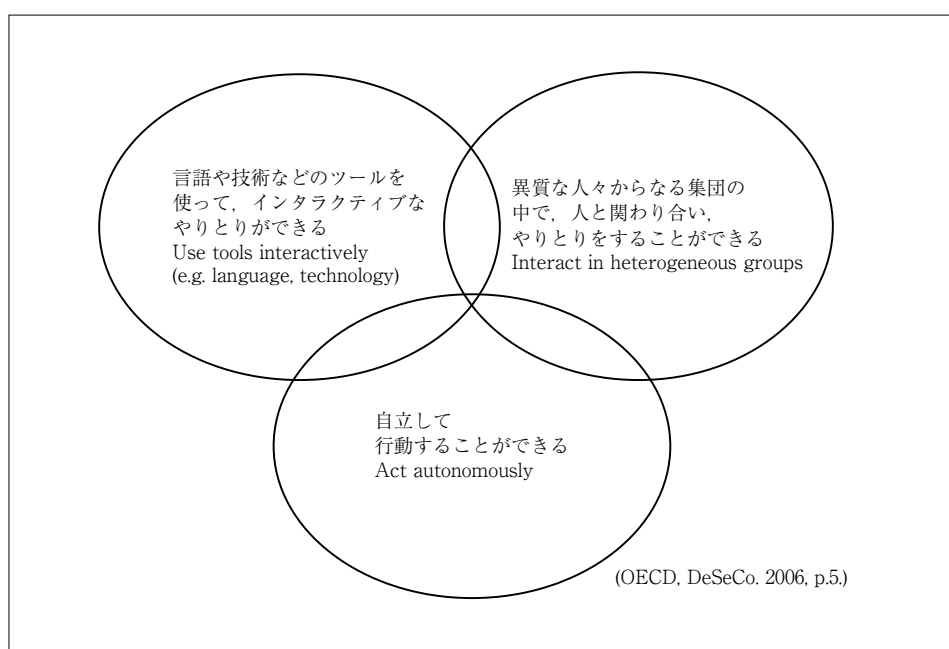 言語や技術などのツールを
使って，インタラクティブな
やりとりができる
Use tools interactively
(e.g. language, technology)
異質な人々からなる集団の
中で，人と関わり合い，
やりとりをすることができる
Interact in heterogeneous groups
自立して
行動することができる
Act autonomously
(OECD, DeSeCo. 2006, p.5.)